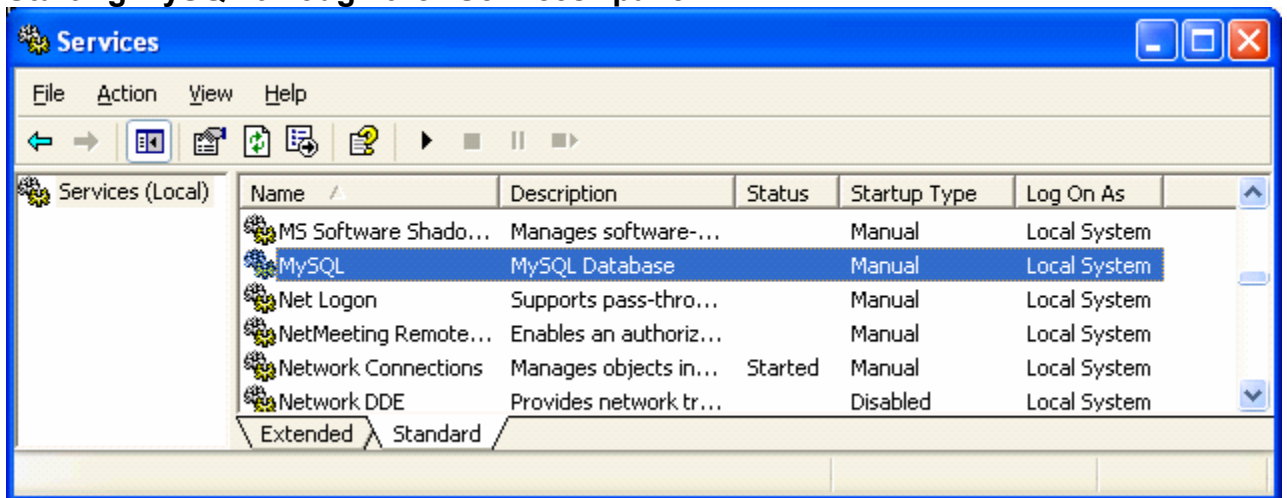 Services
File Action View Help
Services (Local)
Name Description Status Startup Type Log On As
MS Software Shado... Manages software-... Manual Local System
MySQL MySQL Database Manual Local System
Net Logon Supports pass-thro... Manual Local System
NetMeeting Remote... Enables an authoriz... Manual Local System
Network Connections Manages objects in... Started Manual Local System
Network DDE Provides network tr... Disabled Local System
Extended Standard